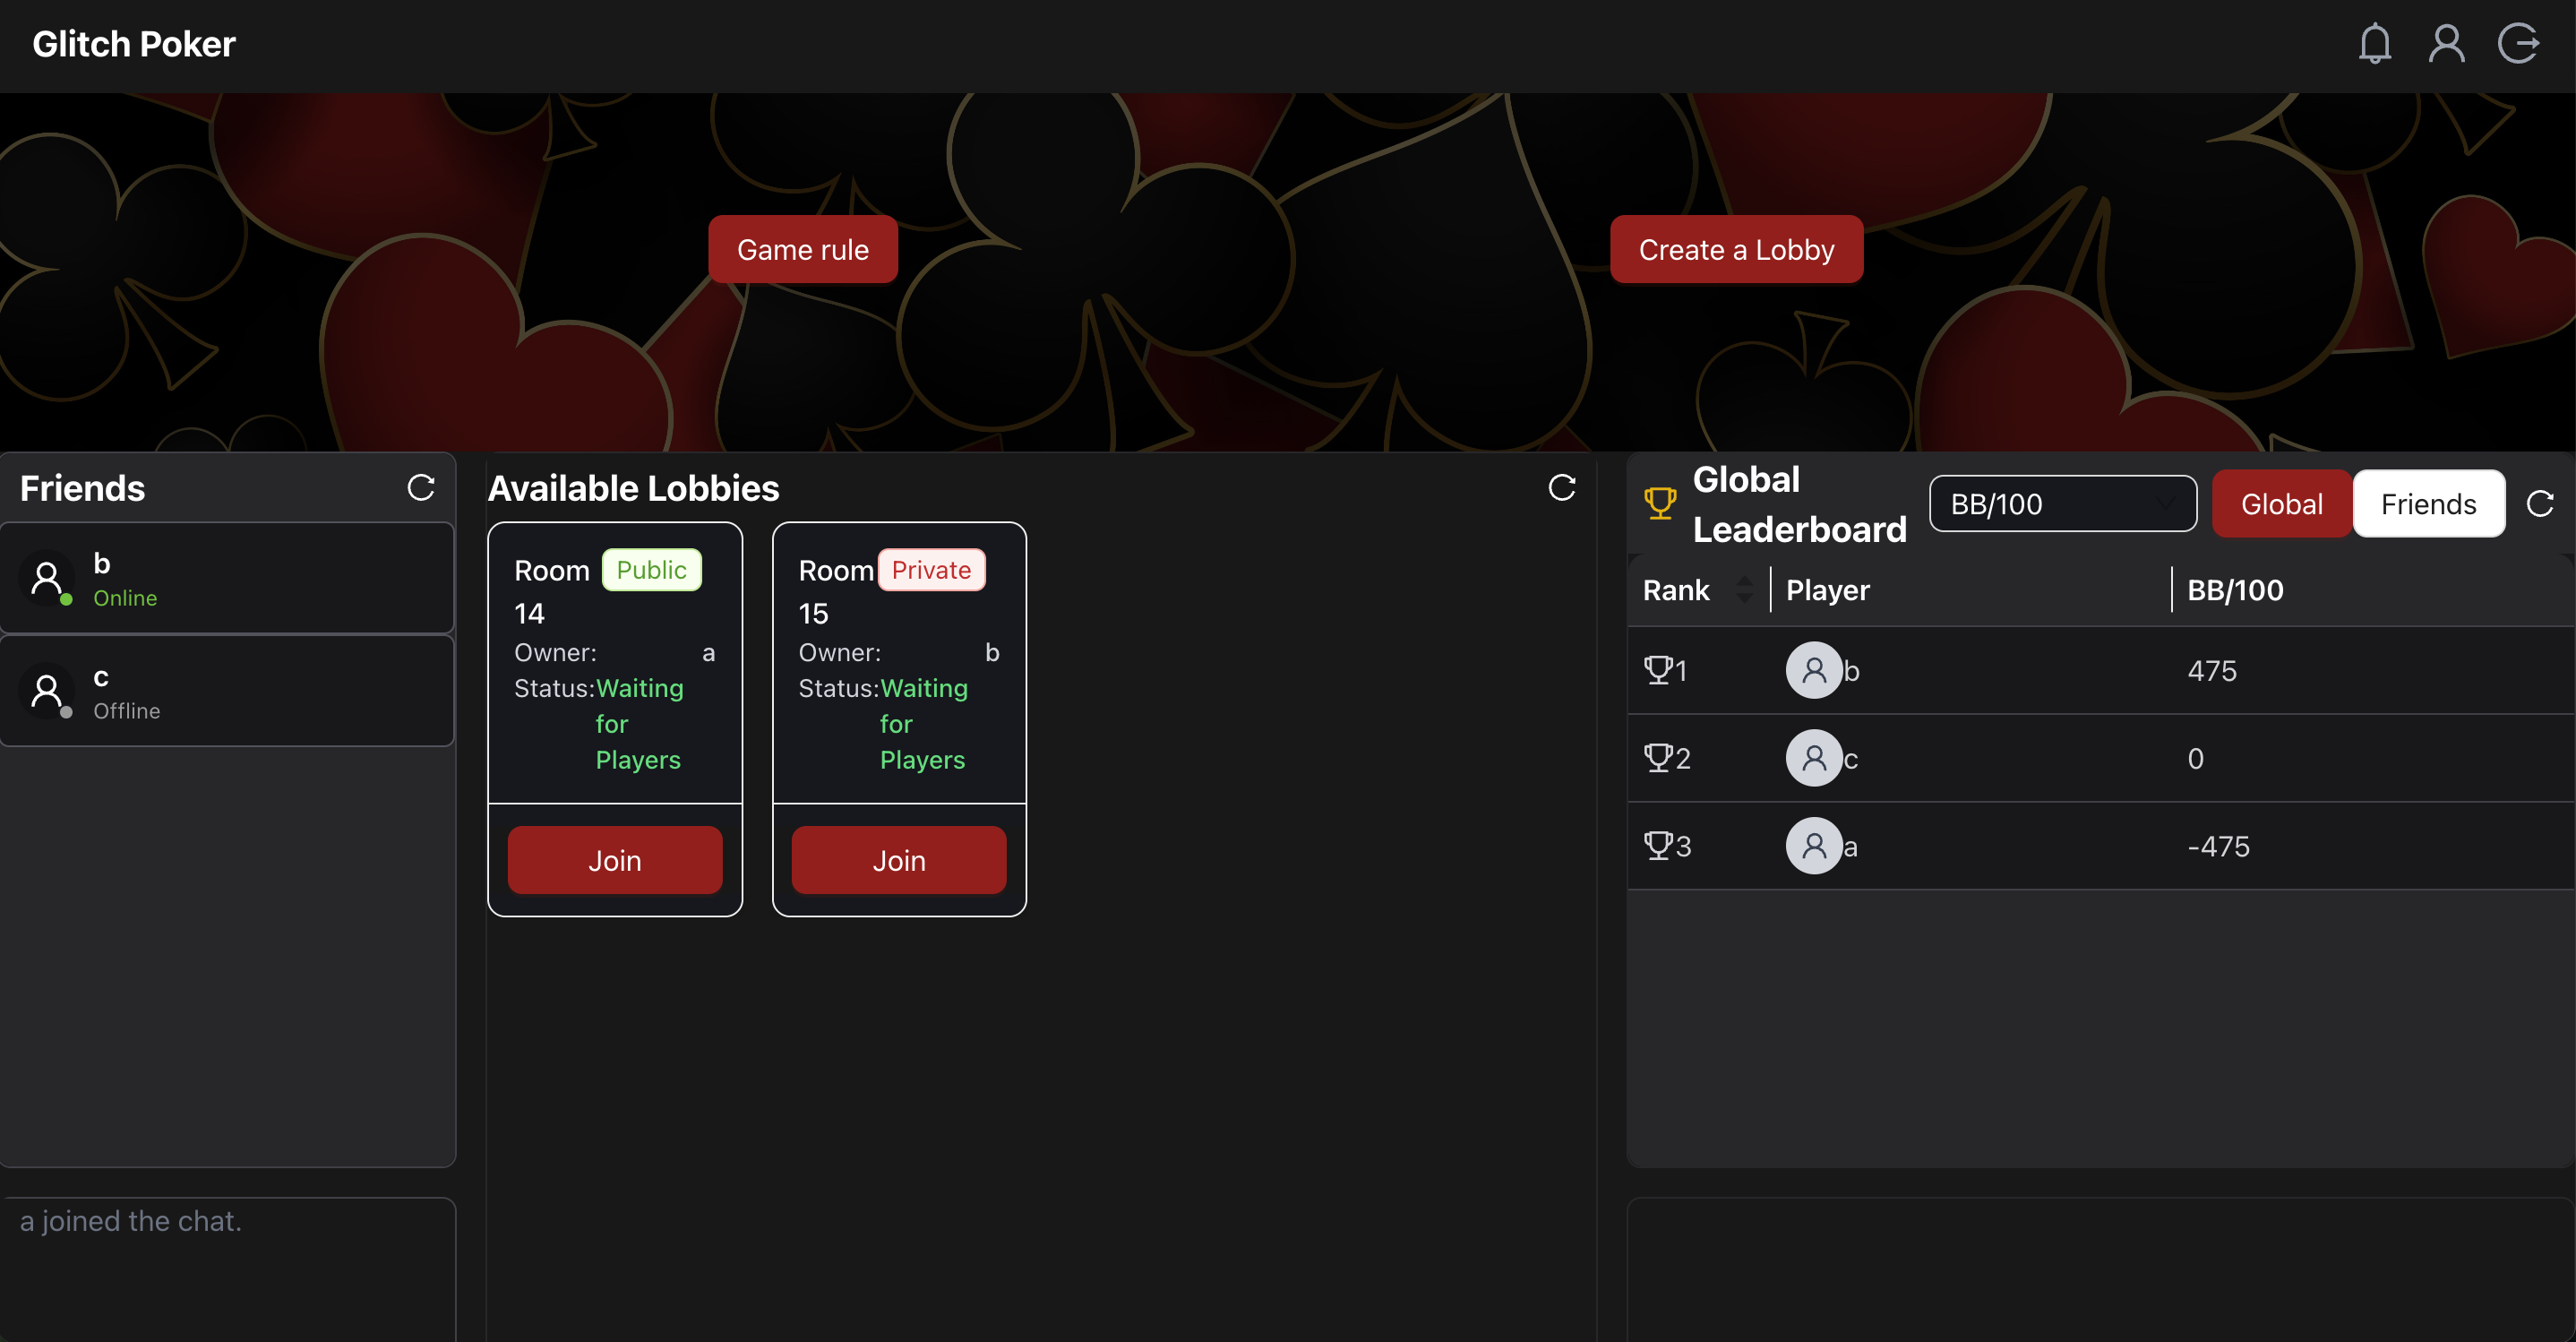 Glitch Poker
Game rule
Create a Lobby
Friends
b
Online
c
Offline
a joined the chat.
Available Lobbies
Room 14 Public
Owner: a
Status: Waiting for Players
Join
Room 15 Private
Owner: b
Status: Waiting for Players
Join
Global
Leaderboard
BB/100
Global
Friends
Rank Player BB/100
1 b 475
2 c 0
3 a -475